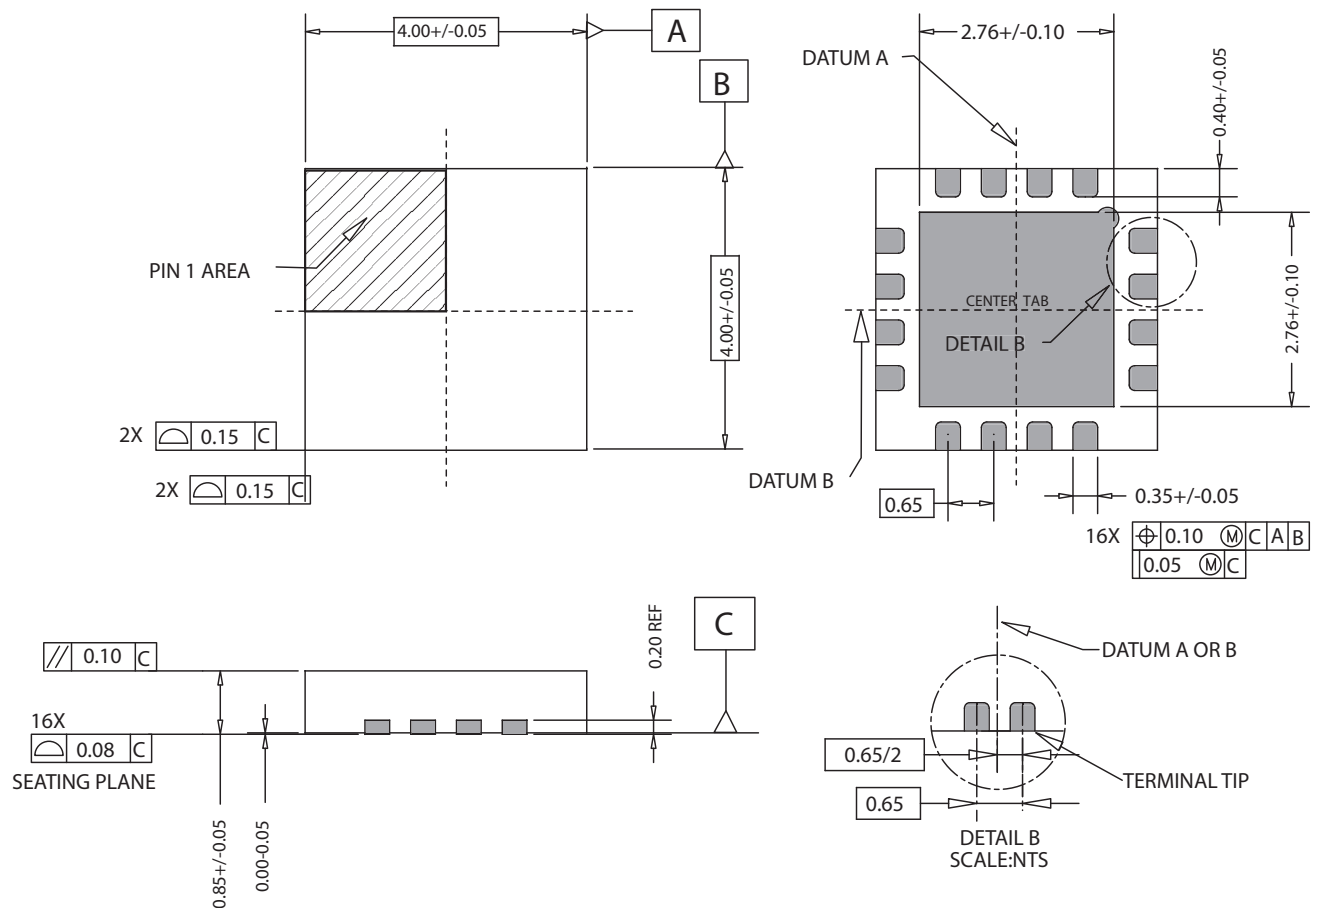 4.00+/-0.05
A
B
PIN 1 AREA
4.00+/-0.05
2X 0.15 C
2X 0.15 C
2.76+/-0.10
DATUM A
0.40+/-0.05
2.76+/-0.10
CENTER TAB
DETAIL B
DATUM B
0.65
0.35+/-0.05
16X ⌖ 0.10 Ⓜ C A B
0.05 Ⓜ C
// 0.10 C
16X
0.08 C
SEATING PLANE
0.85+/-0.05
0.00-0.05
0.20 REF
C
DATUM A OR B
0.65/2
TERMINAL TIP
0.65
DETAIL B
SCALE:NTS